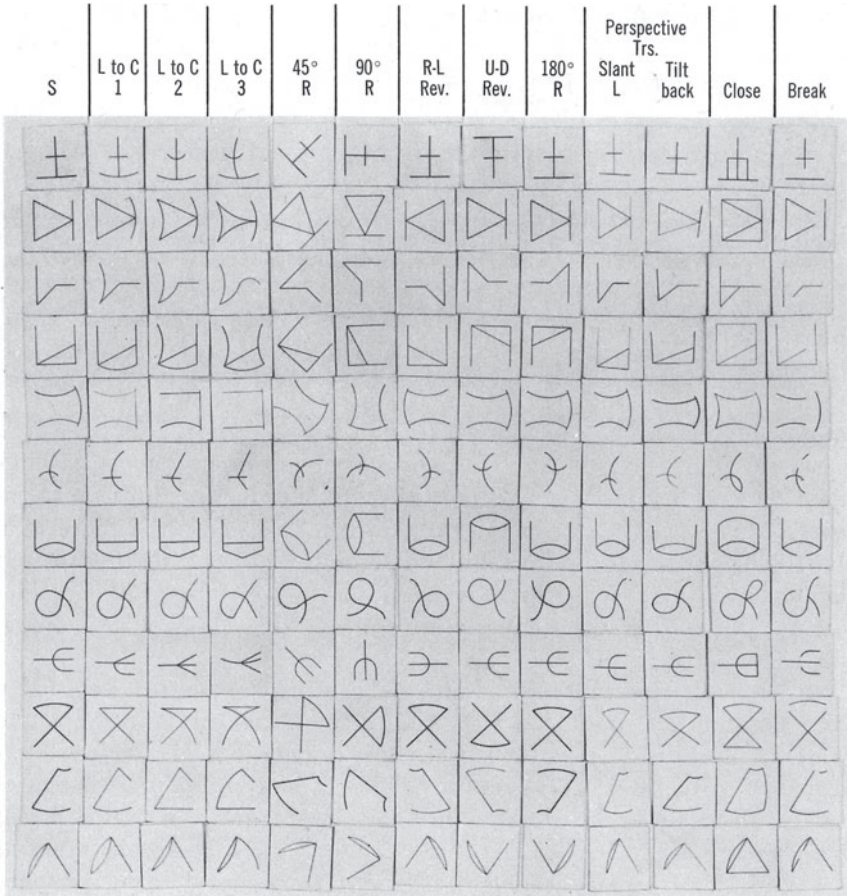 Perspective
Trs.
L to C L to C L to C 45° 90° R-L U-D 180° Slant Tilt
S 1 2 3 R R Rev. Rev. R L back Close Break